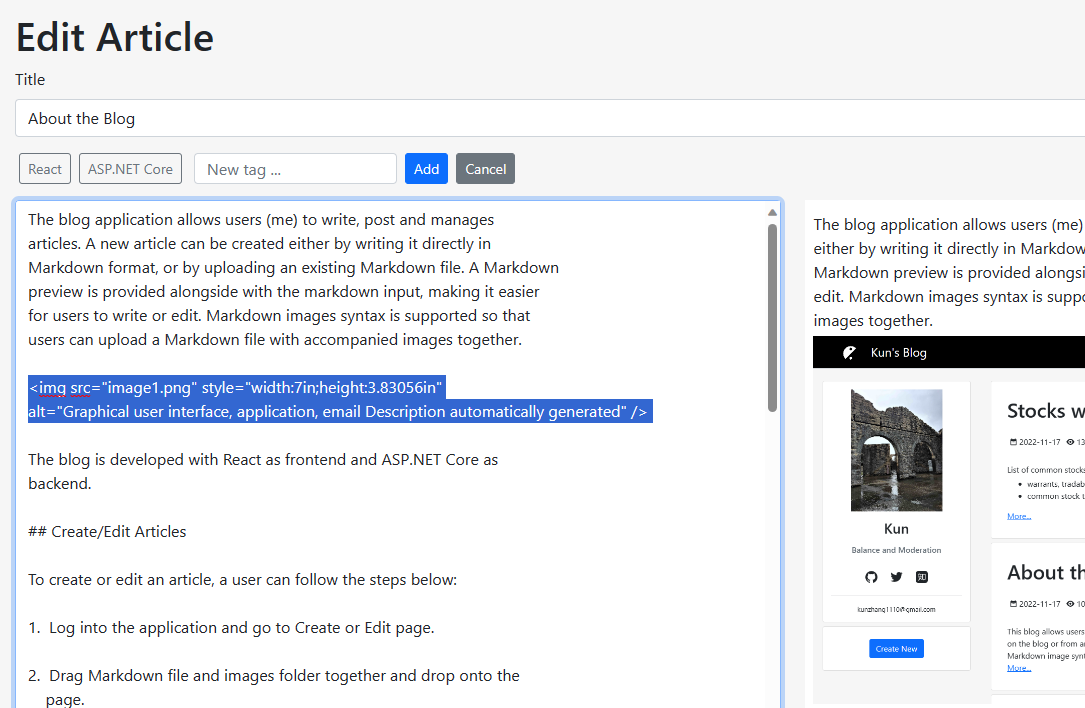 Edit Article
Title
About the Blog
React
ASP.NET Core
New tag ...
Add
Cancel
The blog application allows users (me) to write, post and manages
articles. A new article can be created either by writing it directly in
Markdown format, or by uploading an existing Markdown file. A Markdown
preview is provided alongside with the markdown input, making it easier
for users to write or edit. Markdown images syntax is supported so that
users can upload a Markdown file with accompanied images together.
<img src="image1.png" style="width:7in;height:3.83056in"
alt="Graphical user interface, application, email Description automatically generated" />
The blog is developed with React as frontend and ASP.NET Core as
backend.
## Create/Edit Articles
To create or edit an article, a user can follow the steps below:
1. Log into the application and go to Create or Edit page.
2. Drag Markdown file and images folder together and drop onto the
page.
The blog application allows users (me)
either by writing it directly in Markdow
Markdown preview is provided alongsi
edit. Markdown images syntax is suppo
images together.
Kun's Blog
Kun
Balance and Moderation
kunzhang1110@gmail.com
Create New
Stocks w
2022-11-17 13
List of common stocks
warrants, tradab
common stock t
More...
About th
2022-11-17 10
This blog allows users
on the blog or from a
Markdown image synt
More...